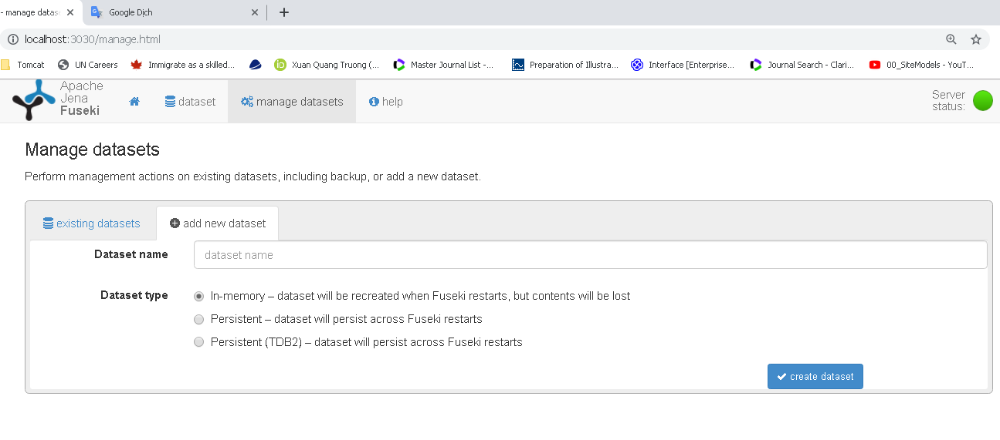 - manage datas
Google Dịch
localhost:3030/manage.html
Tomcat
UN Careers
Immigrate as a skilled...
Xuan Quang Truong (...
Master Journal List -...
Preparation of Illustra...
Interface [Enterprise...
Journal Search - Clari...
00_SiteModels - YouT...
Apache
Jena
Fuseki
dataset
manage datasets
help
Server
status:
Manage datasets
Perform management actions on existing datasets, including backup, or add a new dataset.
existing datasets
add new dataset
Dataset name
dataset name
Dataset type
In-memory – dataset will be recreated when Fuseki restarts, but contents will be lost
Persistent – dataset will persist across Fuseki restarts
Persistent (TDB2) – dataset will persist across Fuseki restarts
create dataset